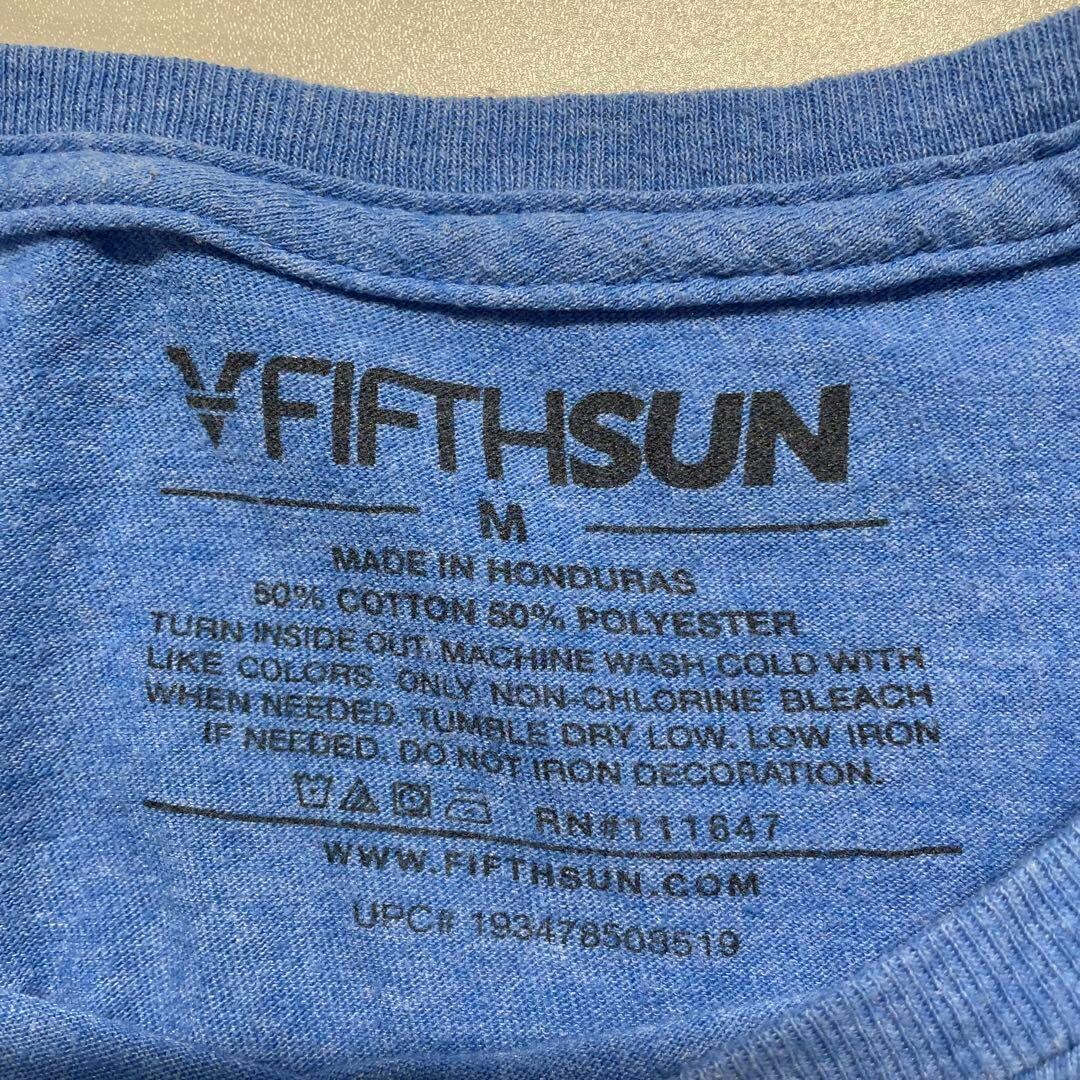 FIFTHSUN
M
MADE IN HONDURAS
50% COTTON 50% POLYESTER
TURN INSIDE OUT. MACHINE WASH COLD WITH
LIKE COLORS. ONLY NON-CHLORINE BLEACH
WHEN NEEDED. TUMBLE DRY LOW. LOW IRON
IF NEEDED. DO NOT IRON DECORATION.
RN#111647
WWW.FIFTHSUN.COM
UPC# 193478508519